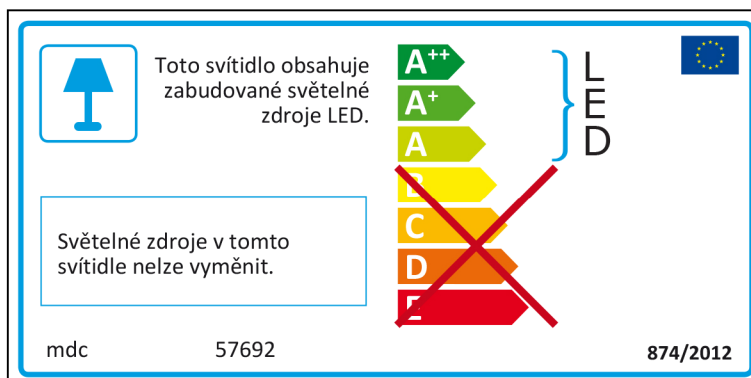 Toto svítidlo obsahuje
zabudované světelné
zdroje LED.
A++
A+
A
B
C
D
E
L
E
D
Světelné zdroje v tomto
svítidle nelze vyměnit.
mdc 57692
874/2012